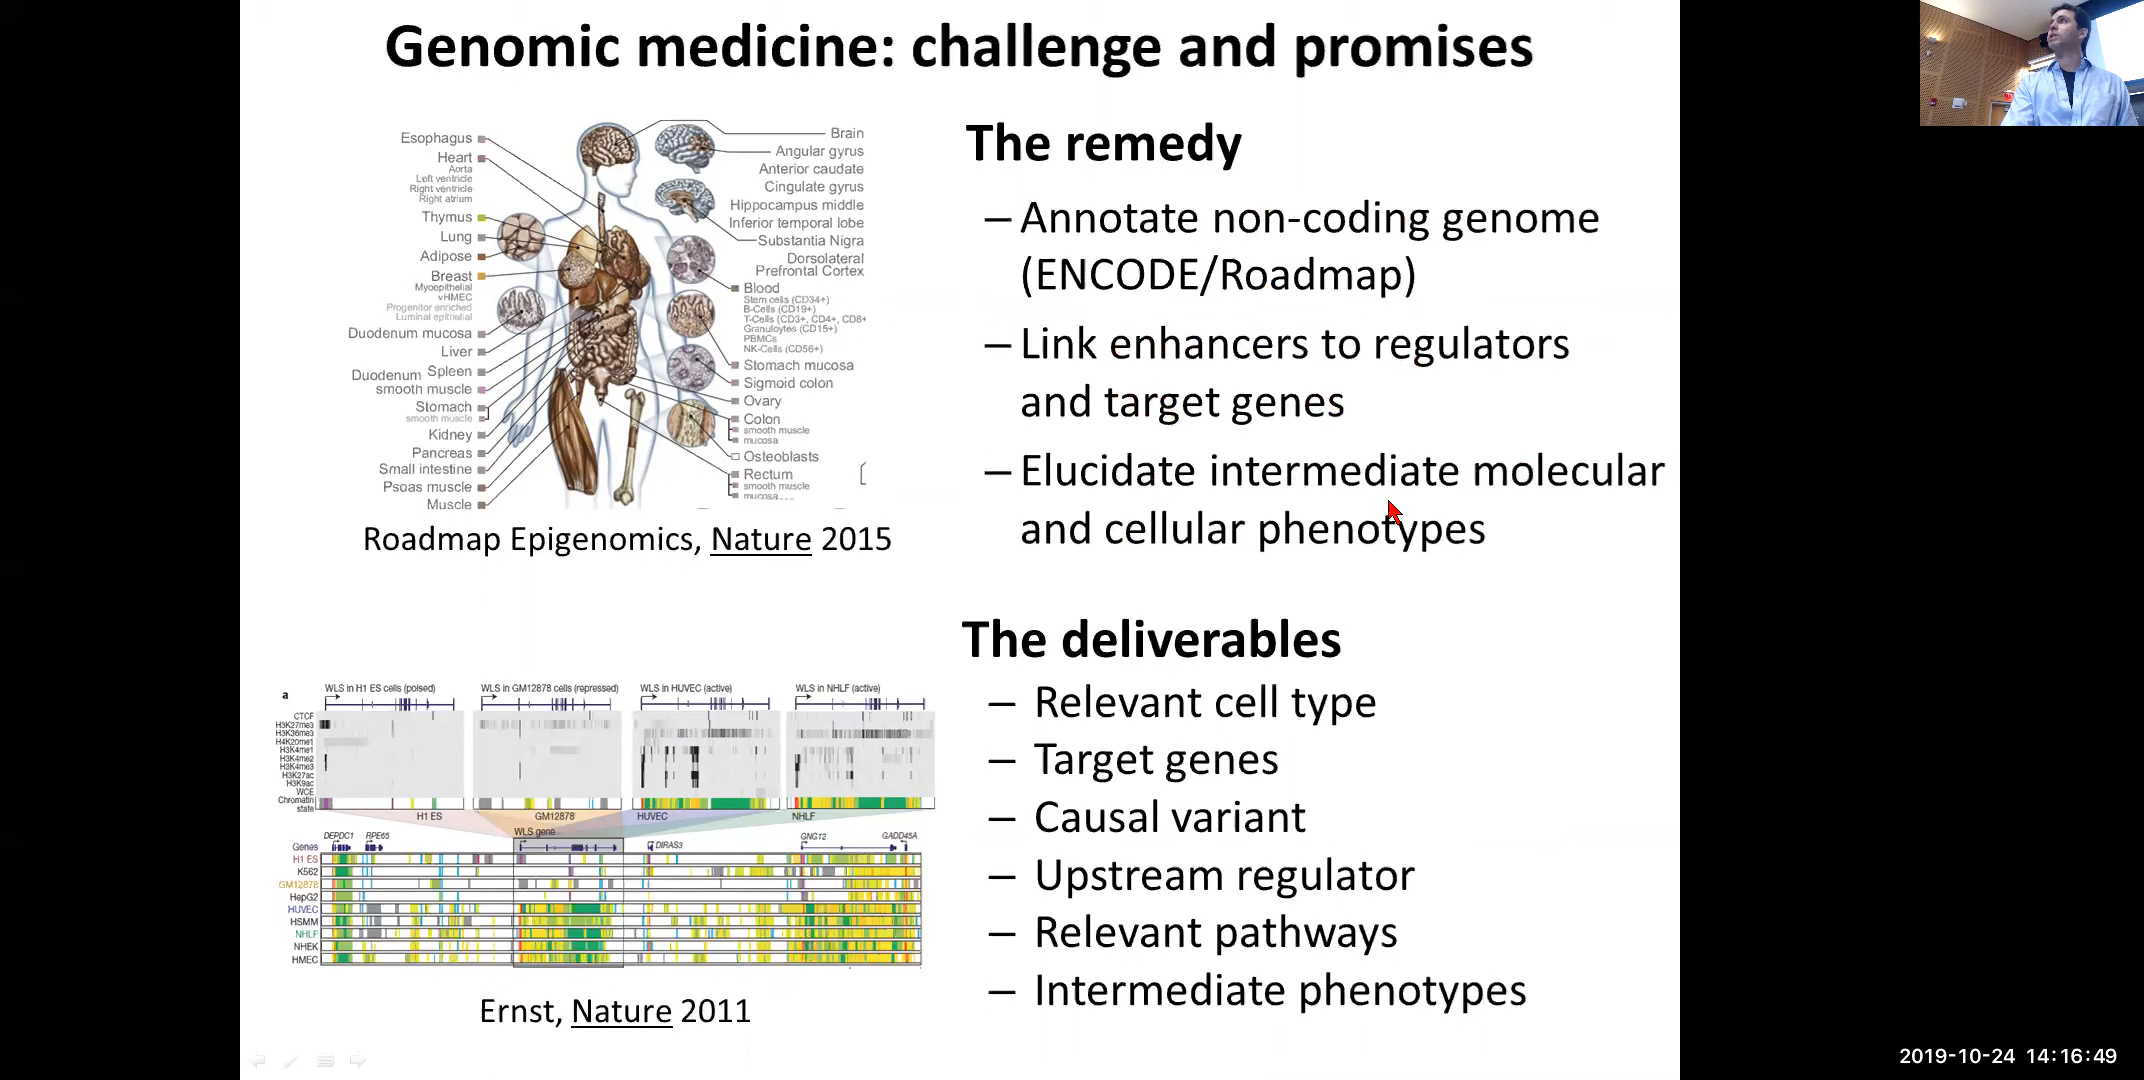 Genomic medicine: challenge and promises
Esophagus
Heart
Aorta
Left ventricle
Right ventricle
Right atrium
Thymus
Lung
Adipose
Breast
Myoepithelial
vHMEC
Progenitor enriched
Luminal epithelial
Duodenum mucosa
Liver
Spleen
Duodenum
smooth muscle
Stomach
smooth muscle
Kidney
Pancreas
Small intestine
Psoas muscle
Muscle
Brain
Angular gyrus
Anterior caudate
Cingulate gyrus
Hippocampus middle
Inferior temporal lobe
Substantia Nigra
Dorsolateral
Prefrontal Cortex
Blood
Stem cells (CD34+)
B-Cells (CD19+)
T-Cells (CD3+, CD4+, CD8+
Granuloytes (CD15+)
PBMCs
NK-Cells (CD56+)
Stomach mucosa
Sigmoid colon
Ovary
Colon
smooth muscle
mucosa
Osteoblasts
Rectum
smooth muscle
mucosa
Roadmap Epigenomics, Nature 2015
The remedy
– Annotate non-coding genome
(ENCODE/Roadmap)
– Link enhancers to regulators
and target genes
– Elucidate intermediate molecular
and cellular phenotypes
The deliverables
– Relevant cell type
– Target genes
– Causal variant
– Upstream regulator
– Relevant pathways
– Intermediate phenotypes
a
WLS in H1 ES cells (poised)
WLS in GM12878 cells (repressed)
WLS in HUVEC (active)
WLS in NHLF (active)
CTCF
H3K27me3
H3K36me3
H4K20me1
H3K4me1
H3K4me2
H3K4me3
H3K27ac
H3K9ac
WCE
Chromatin
state
H1 ES
GM12878
HUVEC
NHLF
WLS gene
DEPDC1
RPE65
DIRAS3
GNG12
GADD45A
Genes
H1 ES
K562
GM12878
HepG2
HUVEC
HSMM
NHLF
NHEK
HMEC
Ernst, Nature 2011
2019-10-24 14:16:49